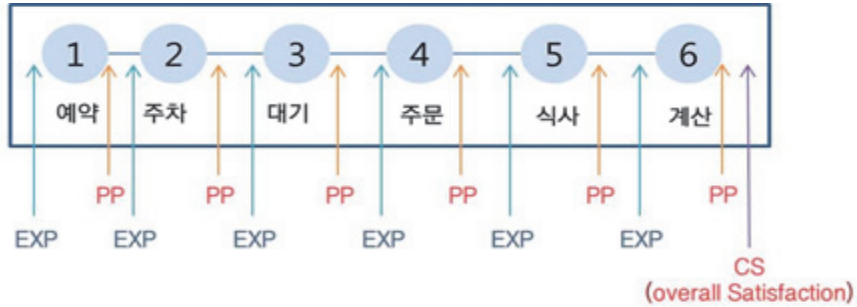 1 2 3 4 5 6
예약 주차 대기 주문 식사 계산
PP PP PP PP PP PP
EXP EXP EXP EXP EXP EXP
CS
(overall Satisfaction)